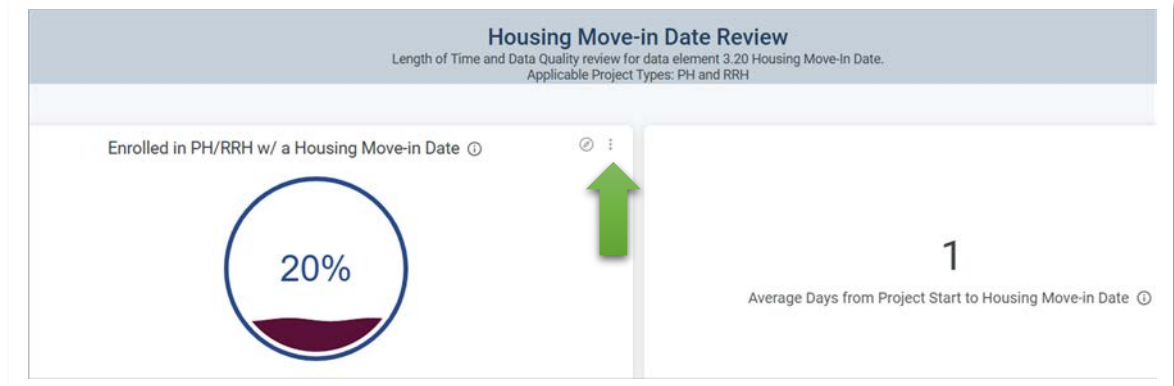 Housing Move-in Date Review
Length of Time and Data Quality review for data element 3.20 Housing Move-In Date.
Applicable Project Types: PH and RRH
Enrolled in PH/RRH w/ a Housing Move-in Date
20%
1
Average Days from Project Start to Housing Move-in Date